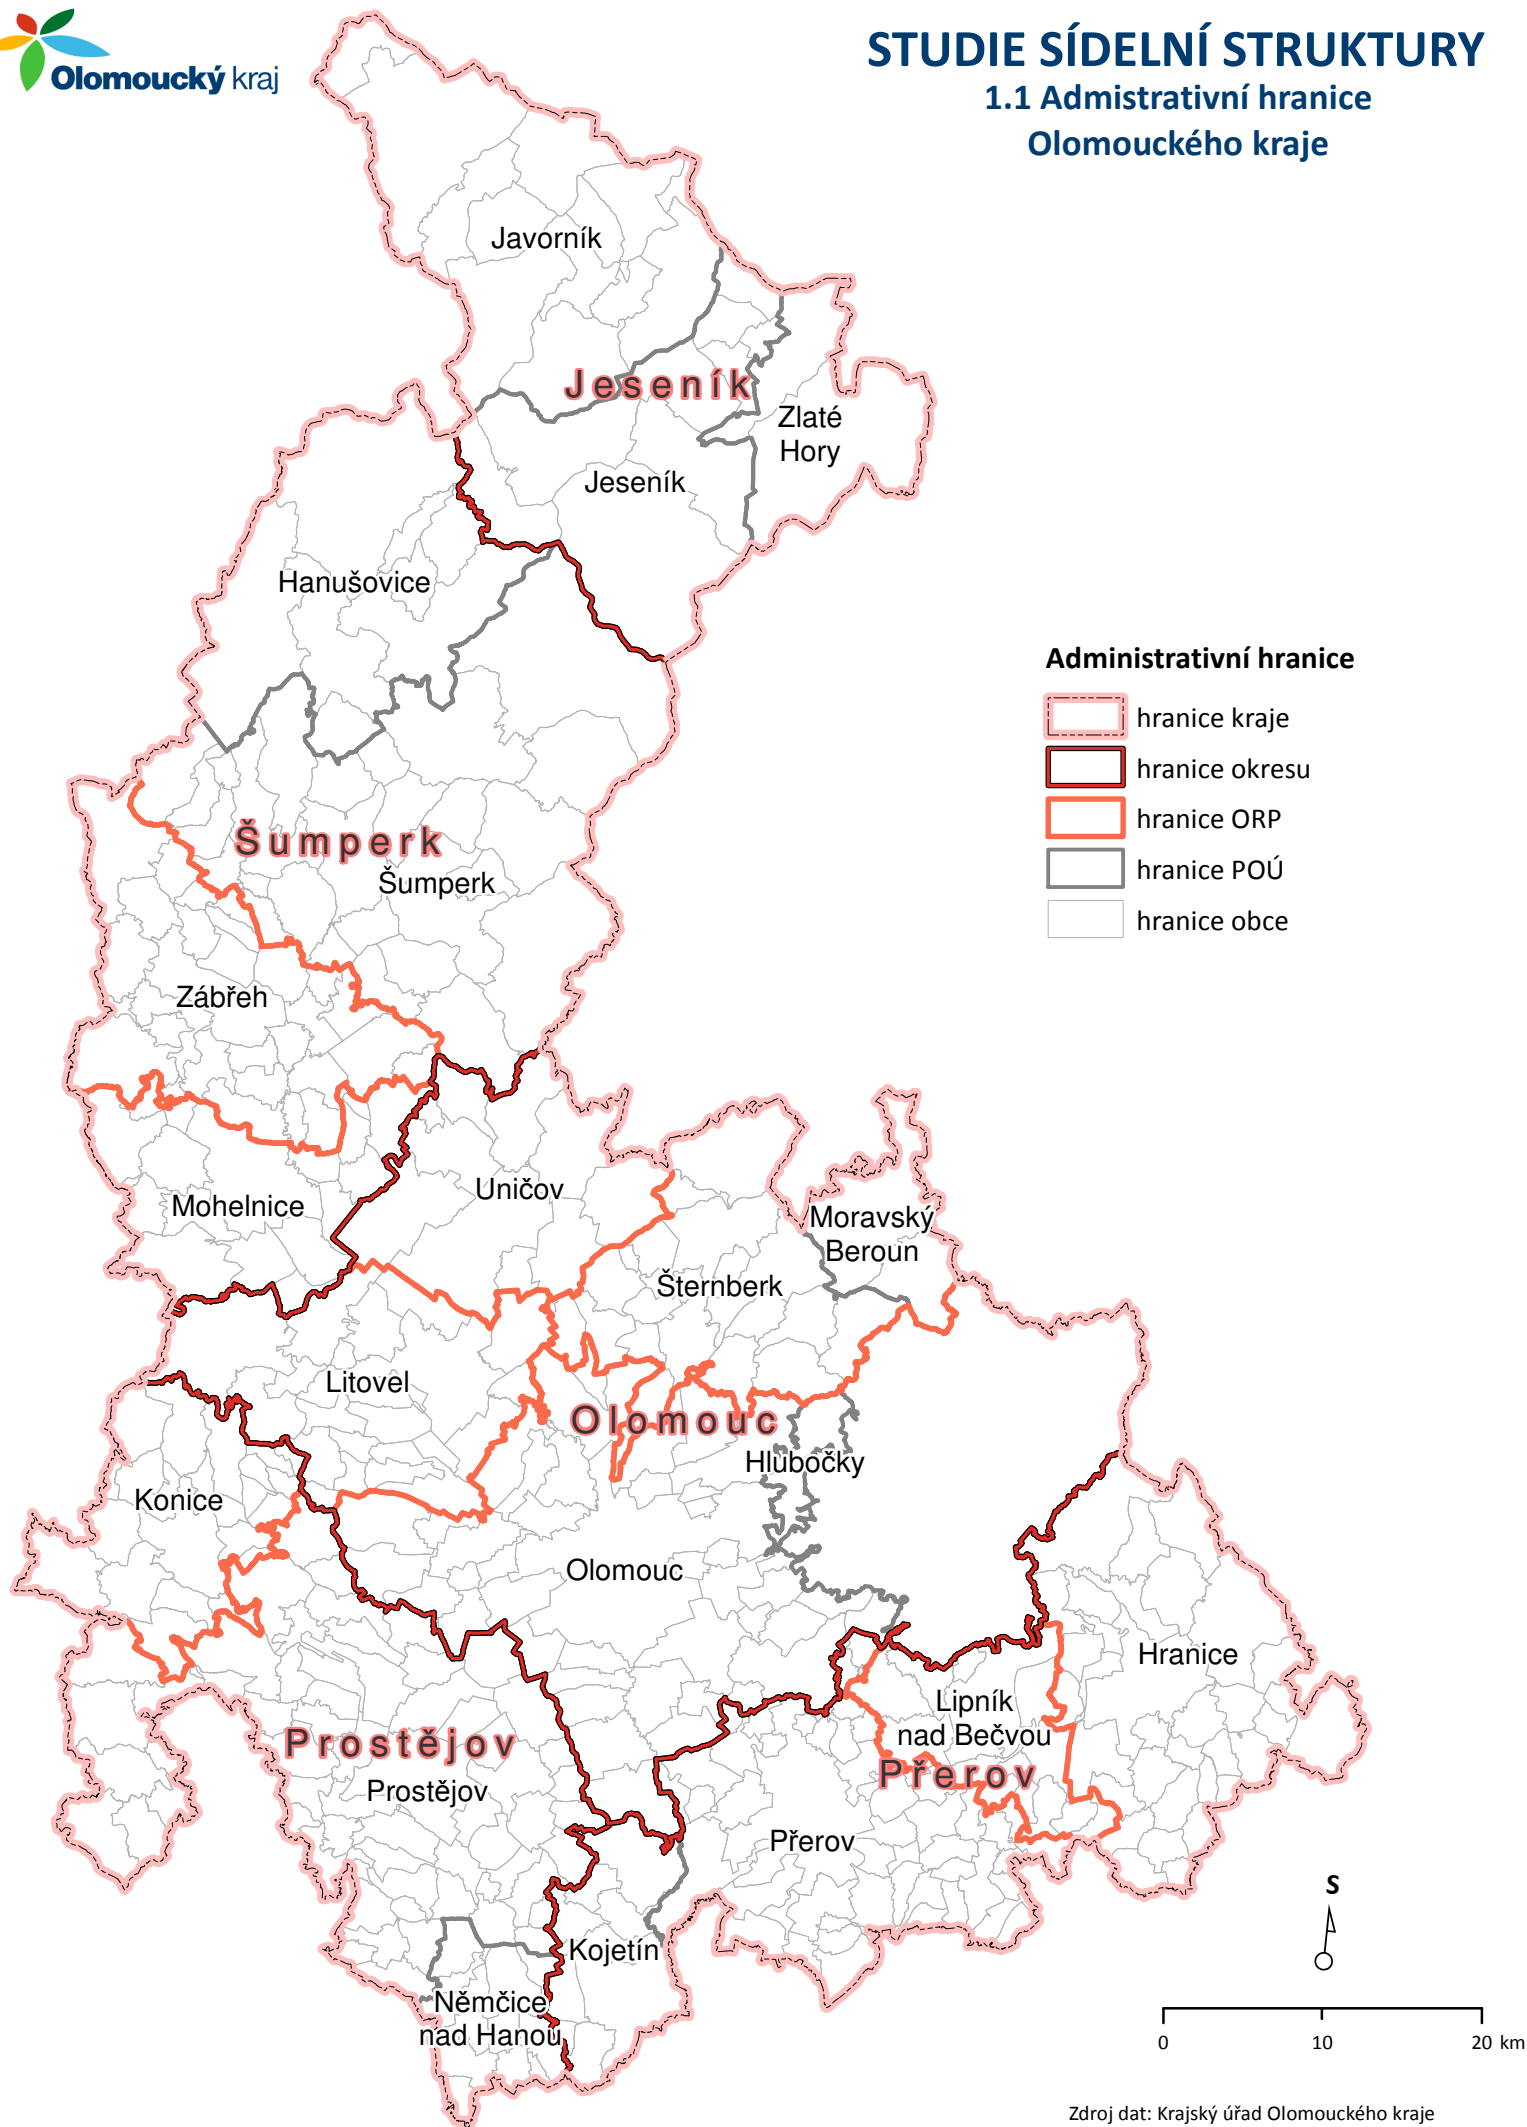 Olomoucký kraj
STUDIE SÍDELNÍ STRUKTURY
1.1 Admistrativní hranice
Olomouckého kraje
Javorník
Jeseník
Zlaté
Hory
Jeseník
Hanušovice
Administrativní hranice
hranice kraje
hranice okresu
hranice ORP
hranice POÚ
hranice obce
Šumperk
Šumperk
Zábřeh
Mohelnice
Uničov
Moravský
Beroun
Šternberk
Litovel
Olomouc
Hlubočky
Konice
Olomouc
Hranice
Lipník
nad Bečvou
Prostějov
Přerov
Prostějov
Přerov
Kojetín
Němčice
nad Hanou
S
0 10 20 km
Zdroj dat: Krajský úřad Olomouckého kraje